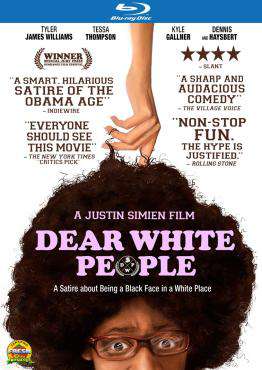 Blu-ray Disc
TYLER JAMES WILLIAMS
TESSA THOMPSON
KYLE GALLNER
AND DENNIS HAYSBERT
WINNER
"A SMART, HILARIOUS
SATIRE OF THE
OBAMA AGE"
– INDIEWIRE
"EVERYONE
SHOULD SEE
THIS MOVIE"
– THE NEW YORK TIMES
CRITICS PICK
– SLANT
"A SHARP AND
AUDACIOUS
COMEDY"
– THE VILLAGE VOICE
"NON-STOP
FUN.
THE HYPE IS
JUSTIFIED."
– ROLLING STONE
A JUSTIN SIMIEN FILM
DEAR WHITE
PEOPLE
A Satire about Being a Black Face in a White Place
FRESH